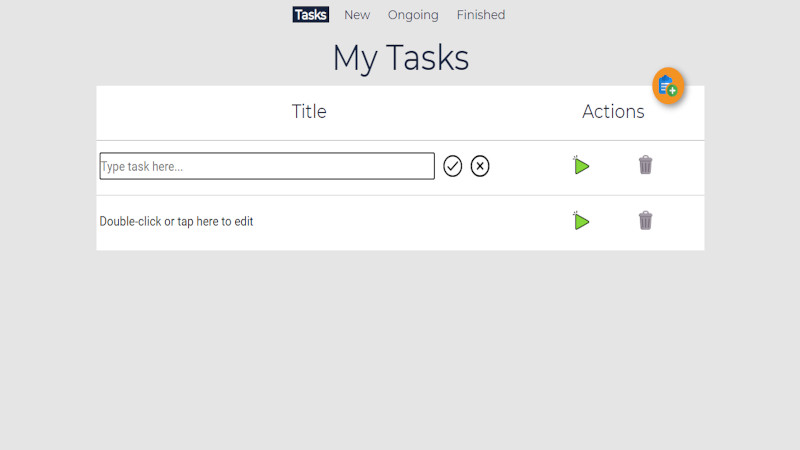 Tasks New Ongoing Finished
My Tasks
Title Actions
Type task here...
Double-click or tap here to edit